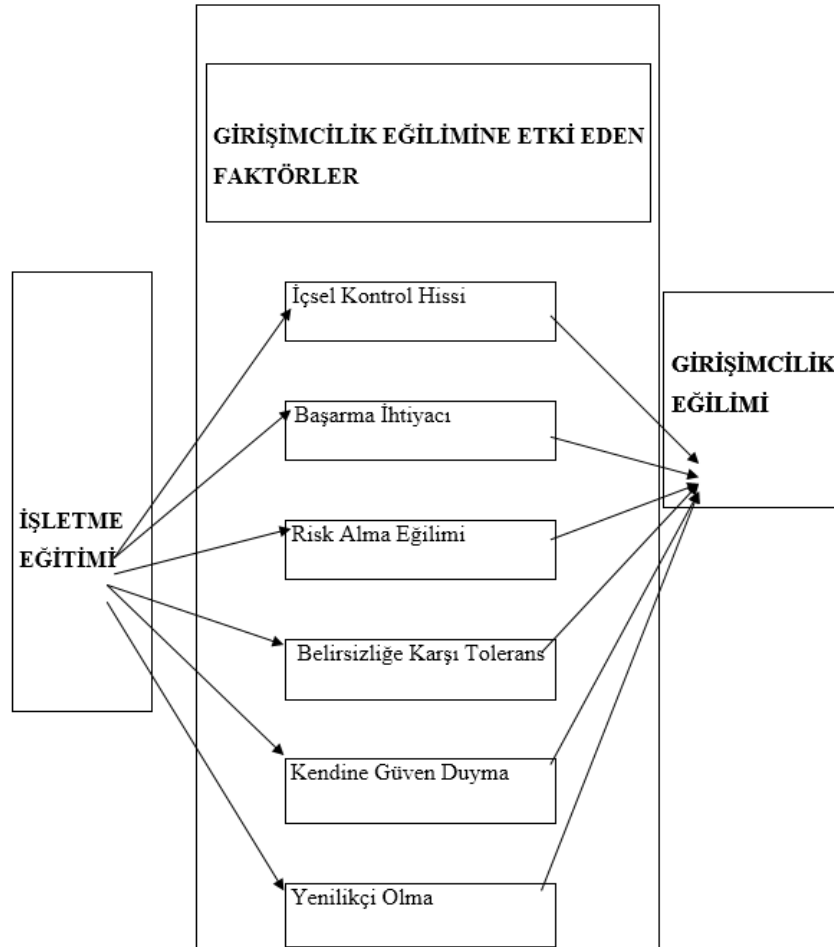 GİRİŞİMCİLİK EĞİLİMİNE ETKİ EDEN
FAKTÖRLER
İŞLETME
EĞİTİMİ
İçsel Kontrol Hissi
Başarma İhtiyacı
Risk Alma Eğilimi
Belirsizliğe Karşı Tolerans
Kendine Güven Duyma
Yenilikçi Olma
GİRİŞİMCİLİK
EĞİLİMİ